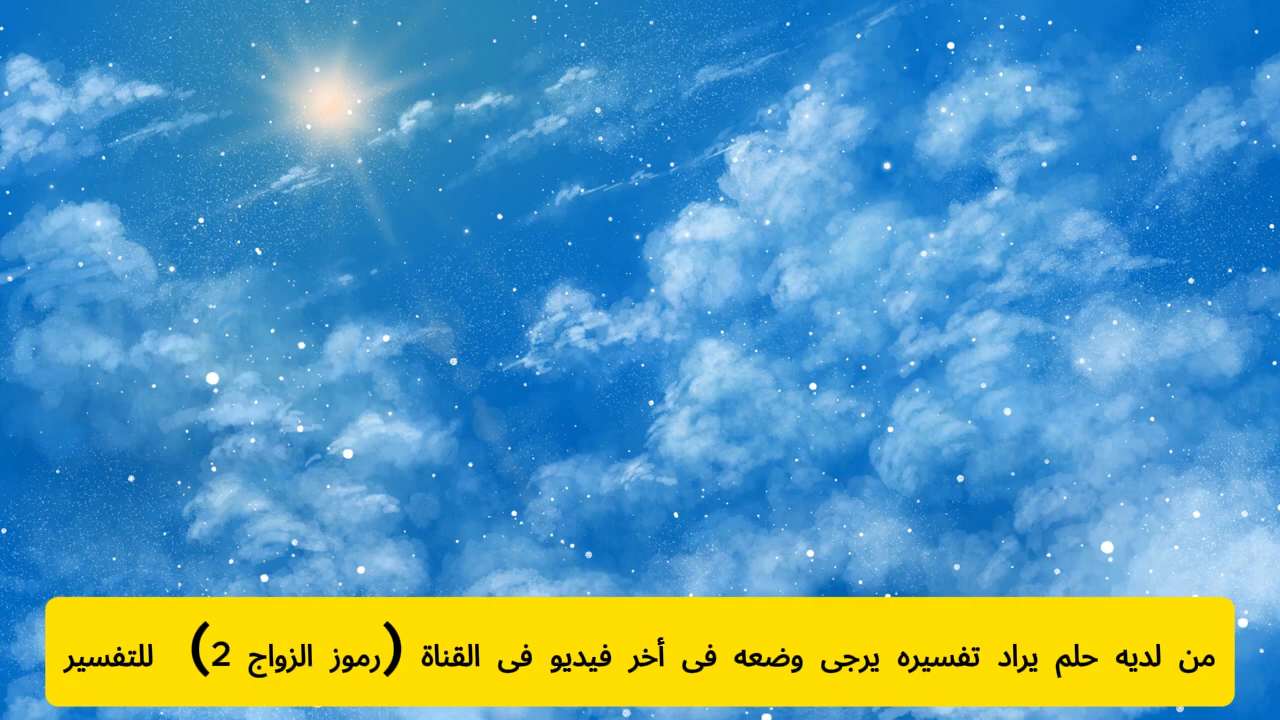 من لديه حلم يراد تفسيره يرجى وضعه فى أخر فيديو فى القناة (رموز الزواج 2) للتفسير